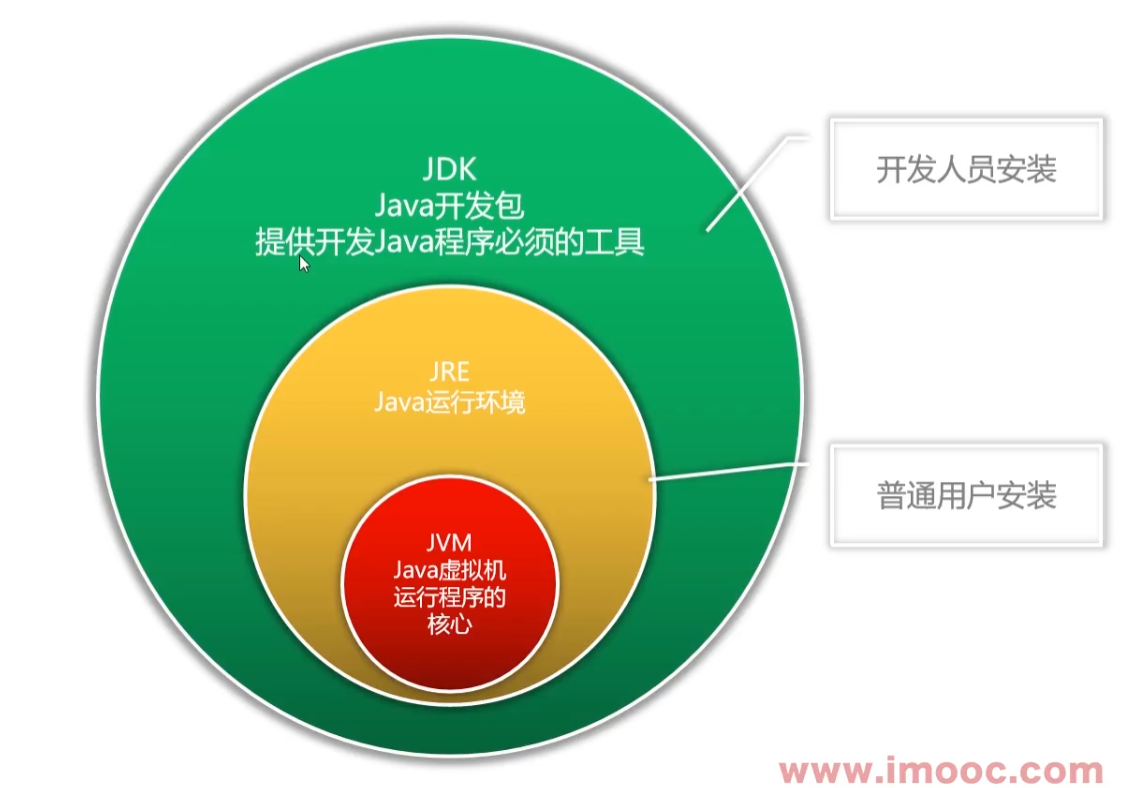 JDK
Java开发包
提供开发Java程序必须的工具
开发人员安装
JRE
Java运行环境
普通用户安装
JVM
Java虚拟机
运行程序的
核心
www.imooc.com